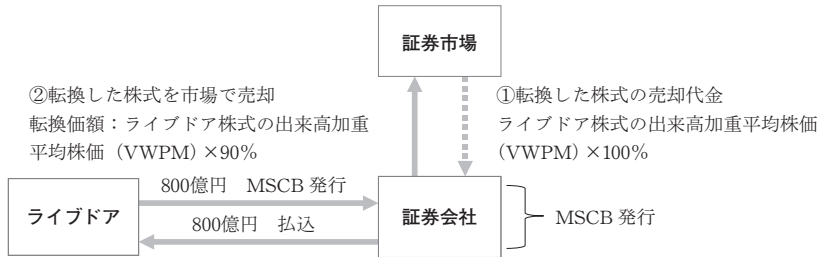 証券市場
②転換した株式を市場で売却
転換価額：ライブドア株式の出来高加重
平均株価（VWPM）×90%
①転換した株式の売却代金
ライブドア株式の出来高加重平均株価
（VWPM）×100%
800億円　MSCB 発行
ライブドア
800億円　払込
証券会社
MSCB 発行